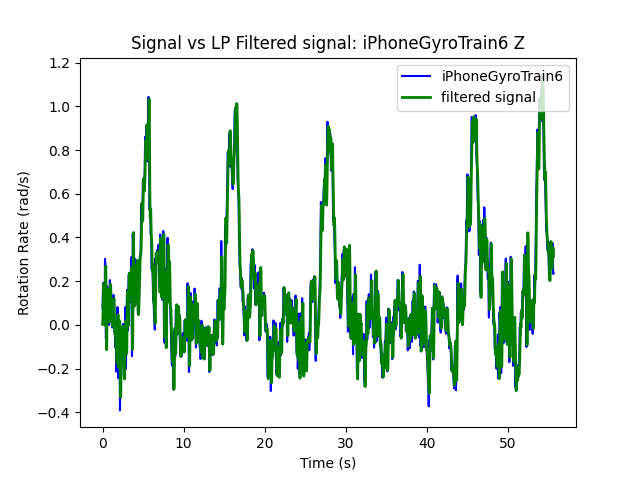 Signal vs LP Filtered signal: iPhoneGyroTrain6 Z
iPhoneGyroTrain6
filtered signal
Rotation Rate (rad/s)
1.2
1.0
0.8
0.6
0.4
0.2
0.0
−0.2
−0.4
0 10 20 30 40 50
Time (s)